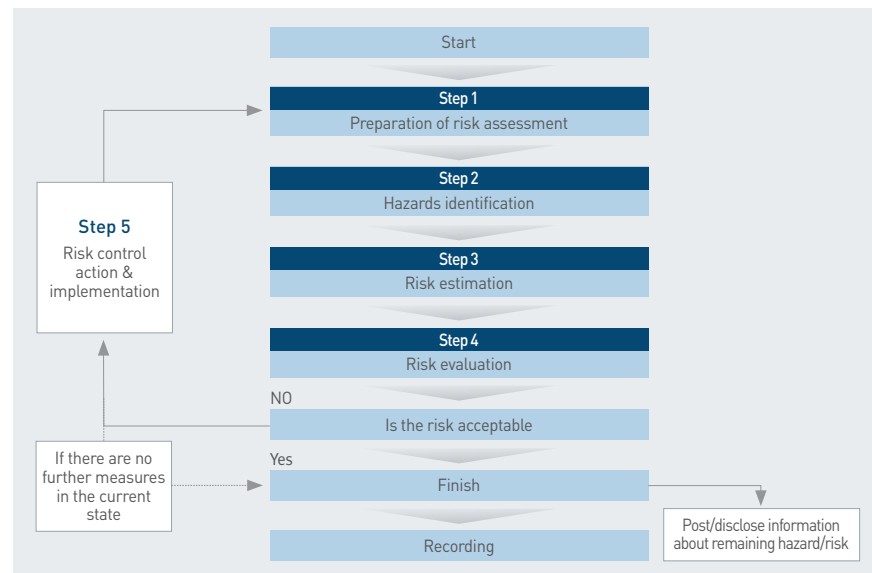 Start
Step 1
Preparation of risk assessment
Step 2
Hazards identification
Step 3
Risk estimation
Step 4
Risk evaluation
Step 5
Risk control
action &
implementation
NO
Is the risk acceptable
If there are no
further measures
in the current
state
Yes
Finish
Post/disclose information
about remaining hazard/risk
Recording